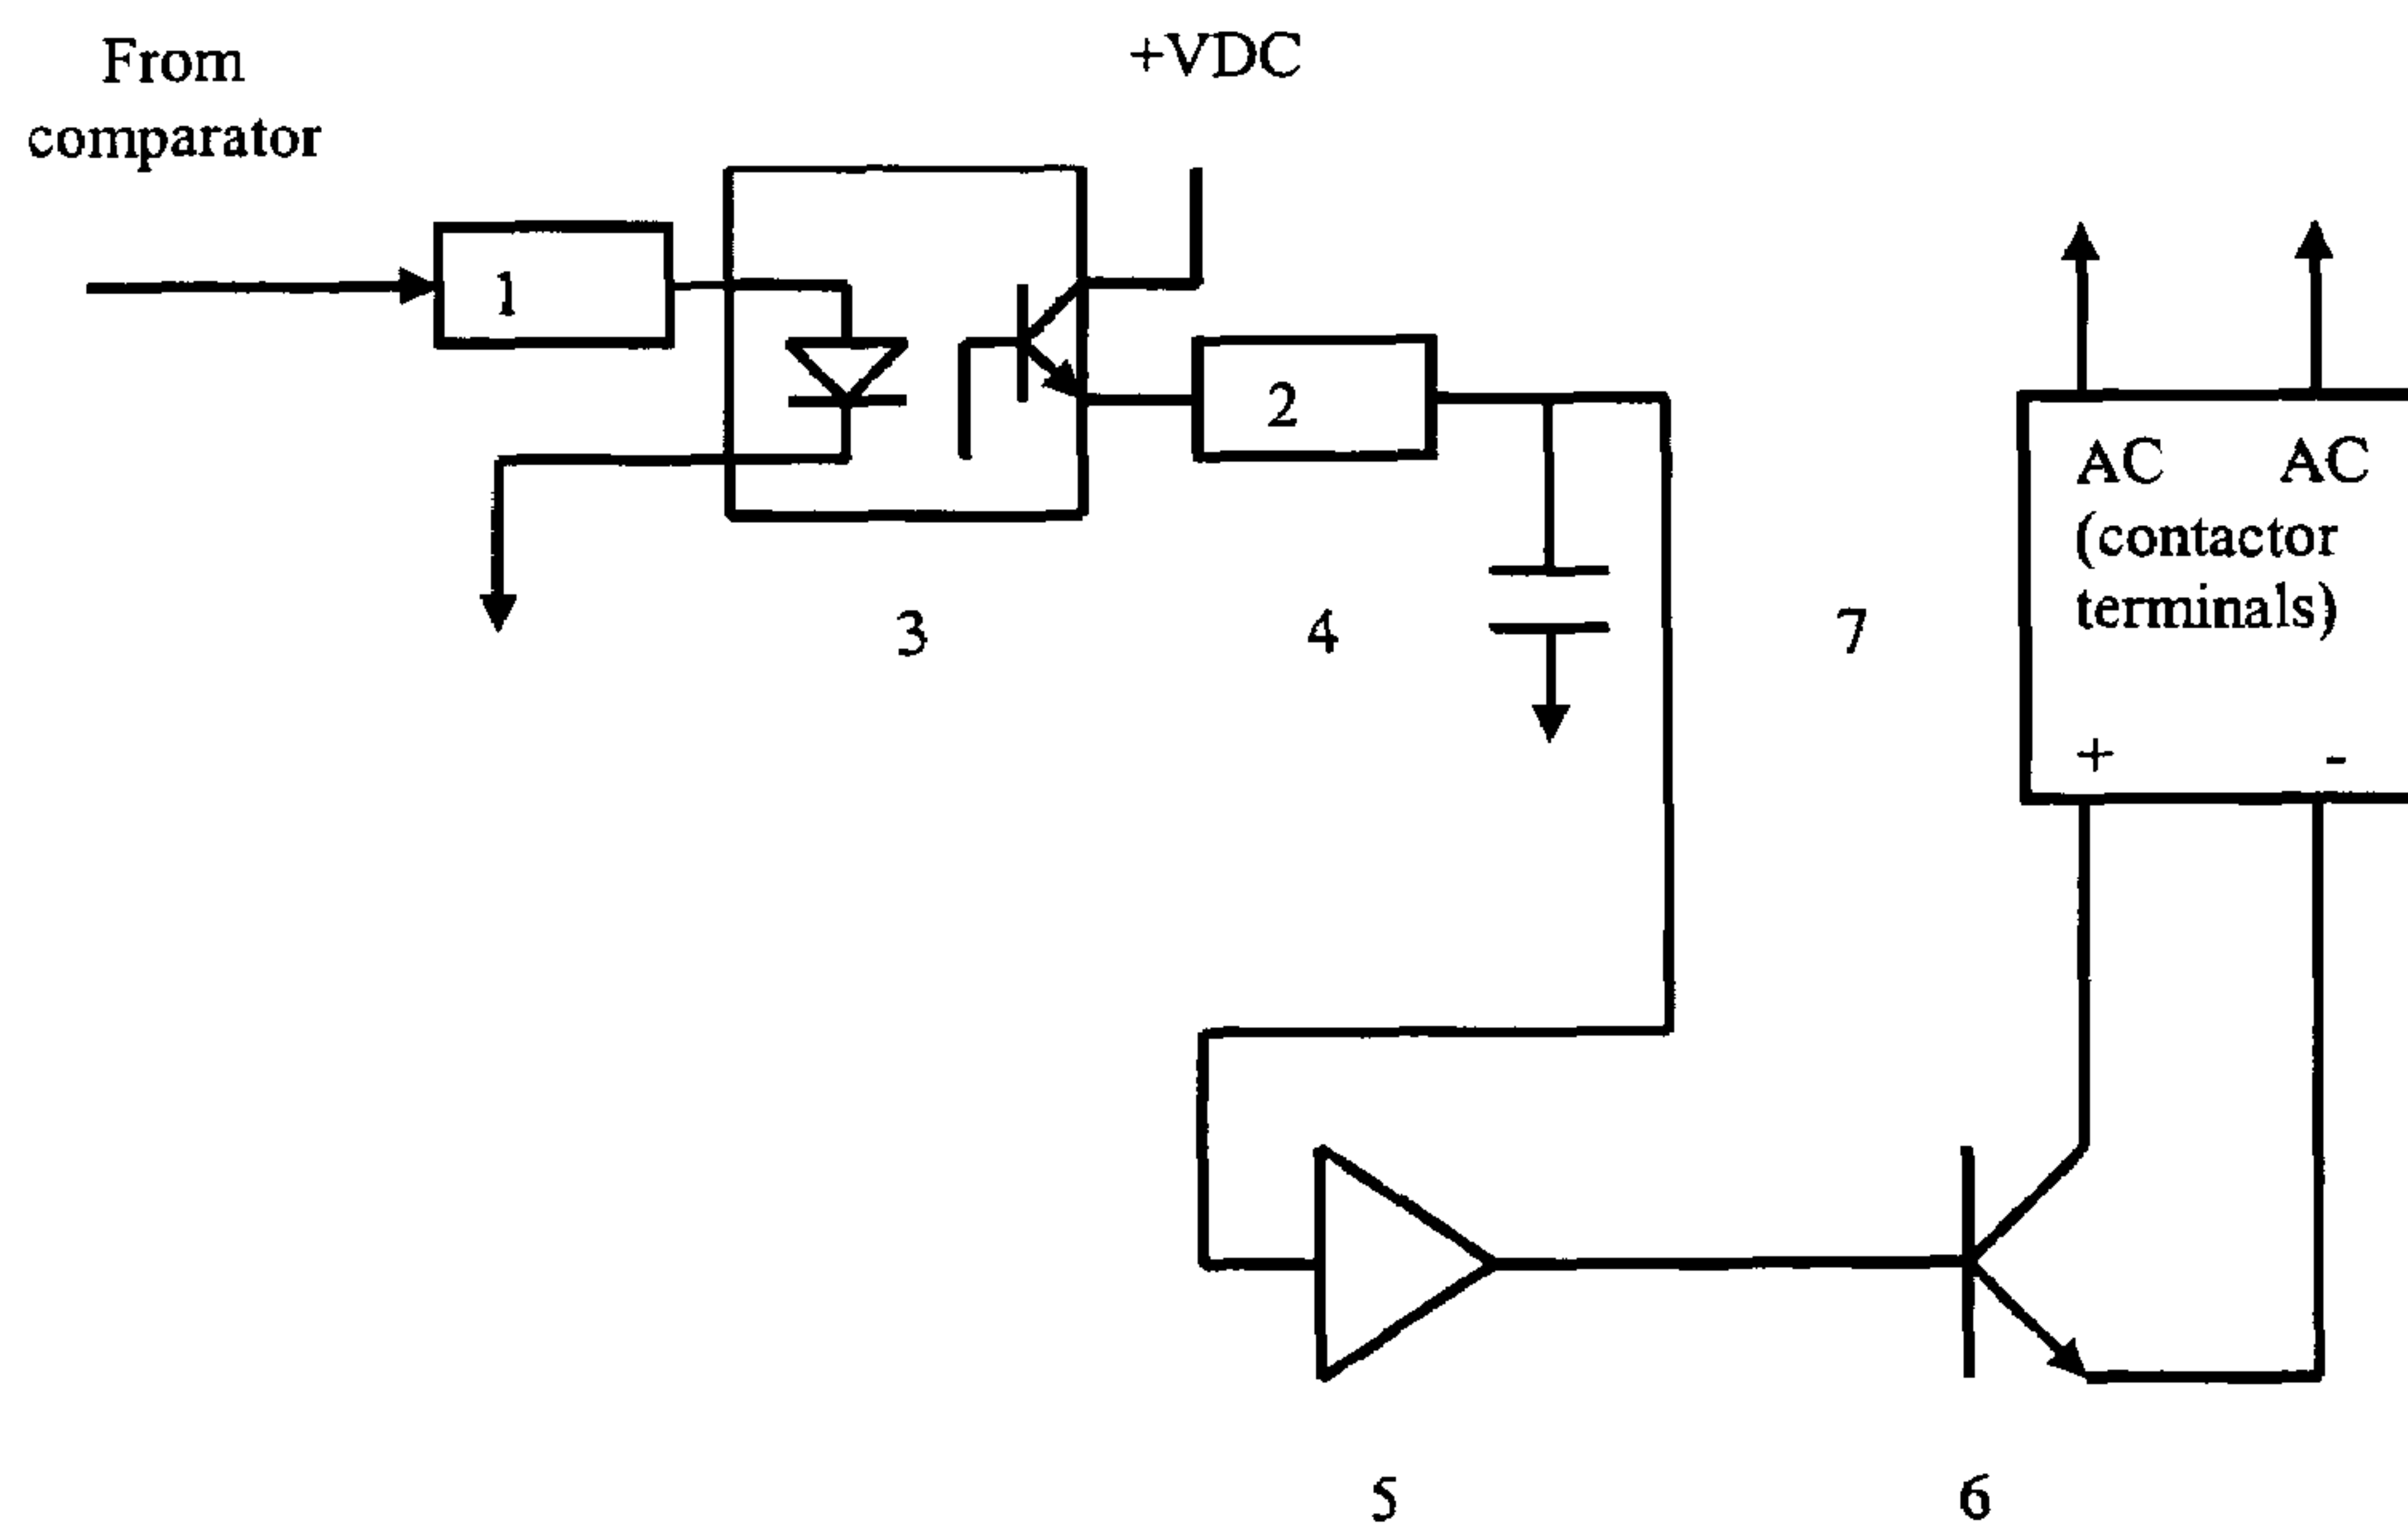 From
comparator
+VDC
1
2
3
4
7
AC AC
(contactor
terminals)
+ -
5
6